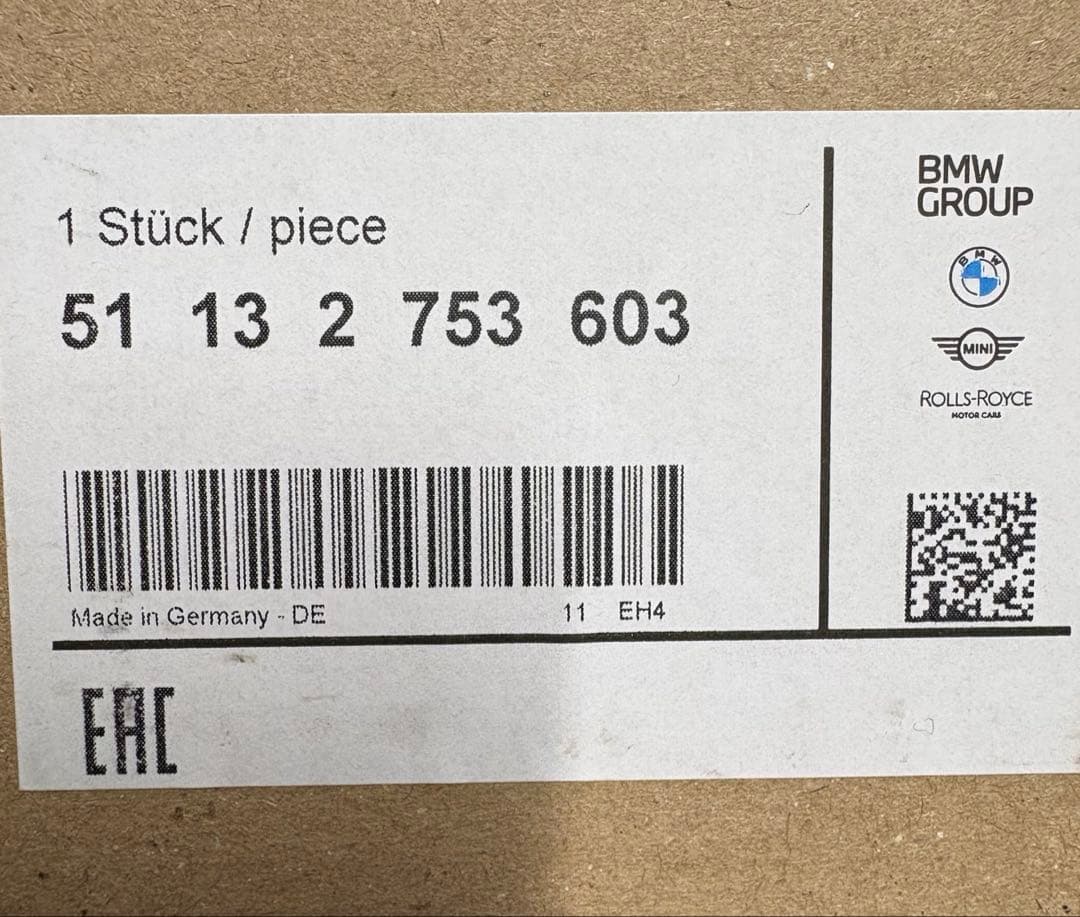 1 Stück / piece
51 13 2 753 603
Made in Germany - DE
11 EH4
EAC
BMW
GROUP
BMW
MINI
ROLLS-ROYCE
MOTOR CARS